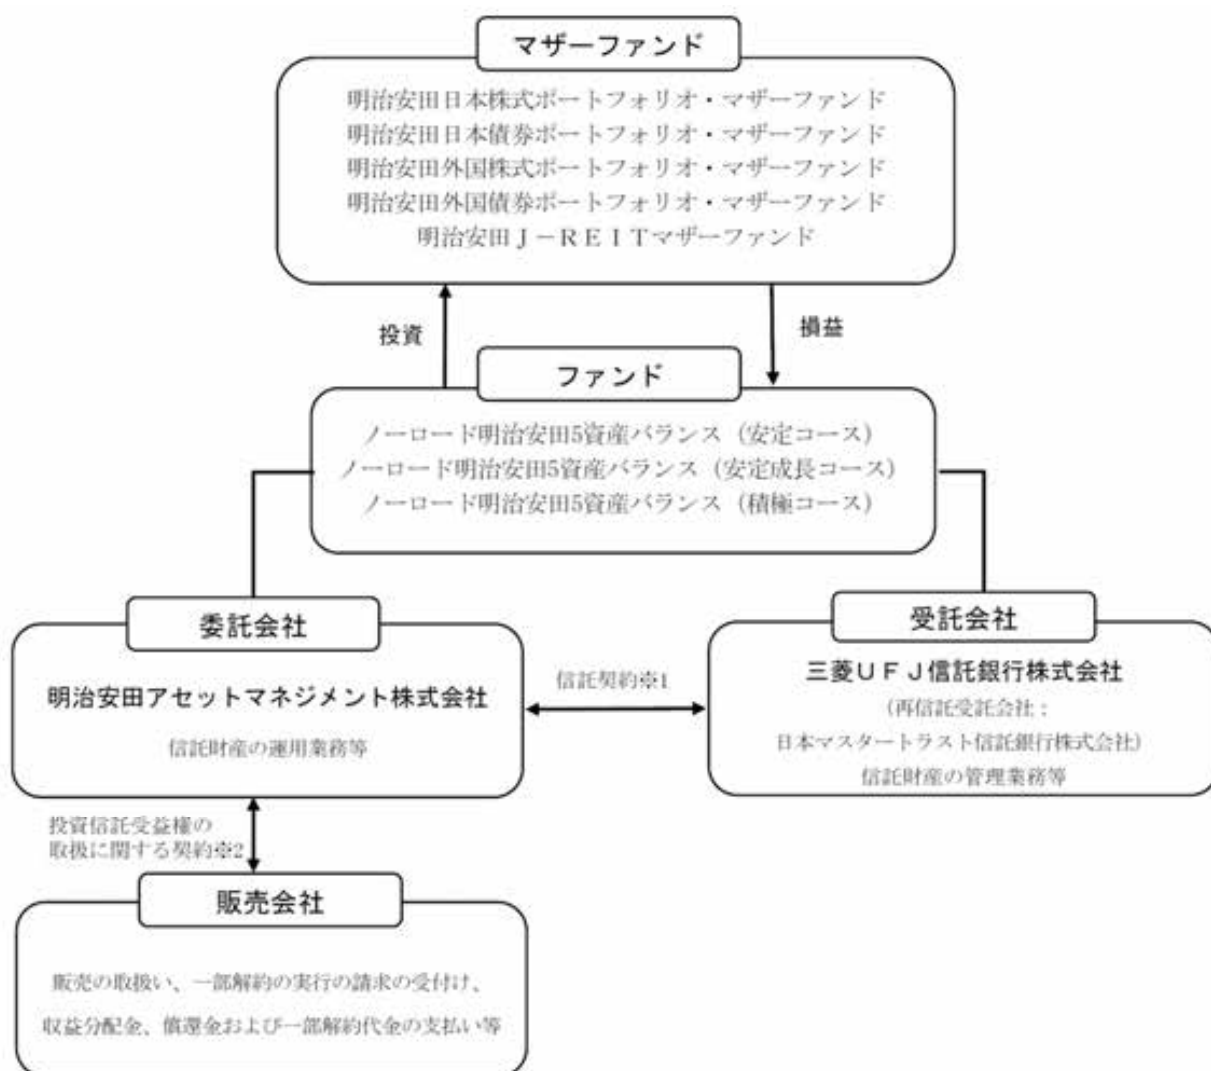 マザーファンド
明治安田日本株式ポートフォリオ・マザーファンド
明治安田日本債券ポートフォリオ・マザーファンド
明治安田外国株式ポートフォリオ・マザーファンド
明治安田外国債券ポートフォリオ・マザーファンド
明治安田J－REITマザーファンド
投資
損益
ファンド
ノーロード明治安田5資産バランス（安定コース）
ノーロード明治安田5資産バランス（安定成長コース）
ノーロード明治安田5資産バランス（積極コース）
委託会社
明治安田アセットマネジメント株式会社
信託財産の運用業務等
信託契約※1
受託会社
三菱UFJ信託銀行株式会社
（再信託受託会社：
日本マスタートラスト信託銀行株式会社）
信託財産の管理業務等
投資信託受益権の
取扱に関する契約※2
販売会社
販売の取扱い、一部解約の実行の請求の受付け、
収益分配金、償還金および一部解約代金の支払い等